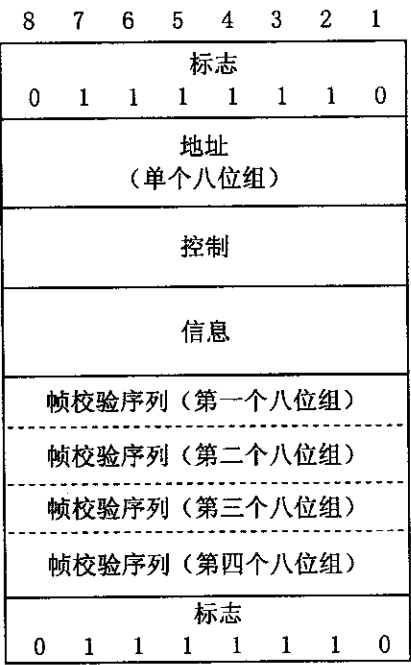 8 7 6 5 4 3 2 1
标志
0 1 1 1 1 1 1 0
地址
（单个八位组）
控制
信息
帧校验序列（第一个八位组）
帧校验序列（第二个八位组）
帧校验序列（第三个八位组）
帧校验序列（第四个八位组）
标志
0 1 1 1 1 1 1 0